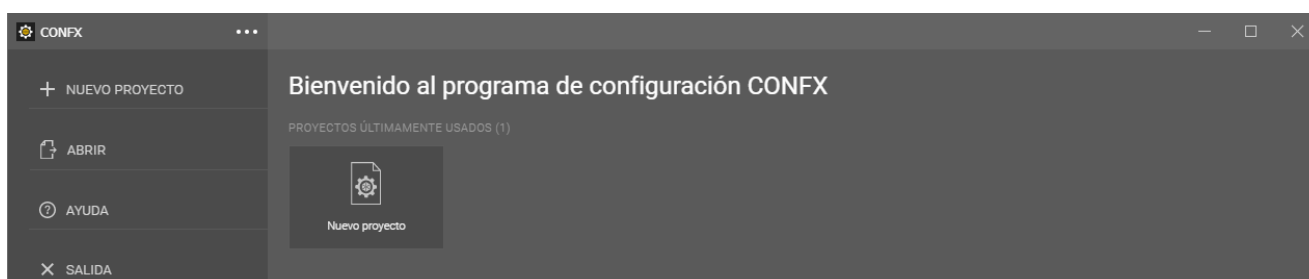 CONFX
NUEVO PROYECTO
ABRIR
AYUDA
SALIDA
Bienvenido al programa de configuración CONFX
PROYECTOS ÚLTIMAMENTE USADOS (1)
Nuevo proyecto